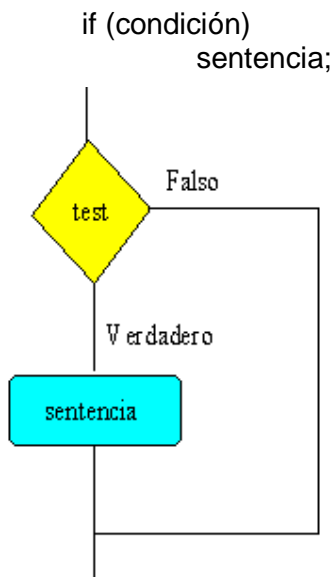 if (condición)
sentencia;
Falso
test
Verdadero
sentencia